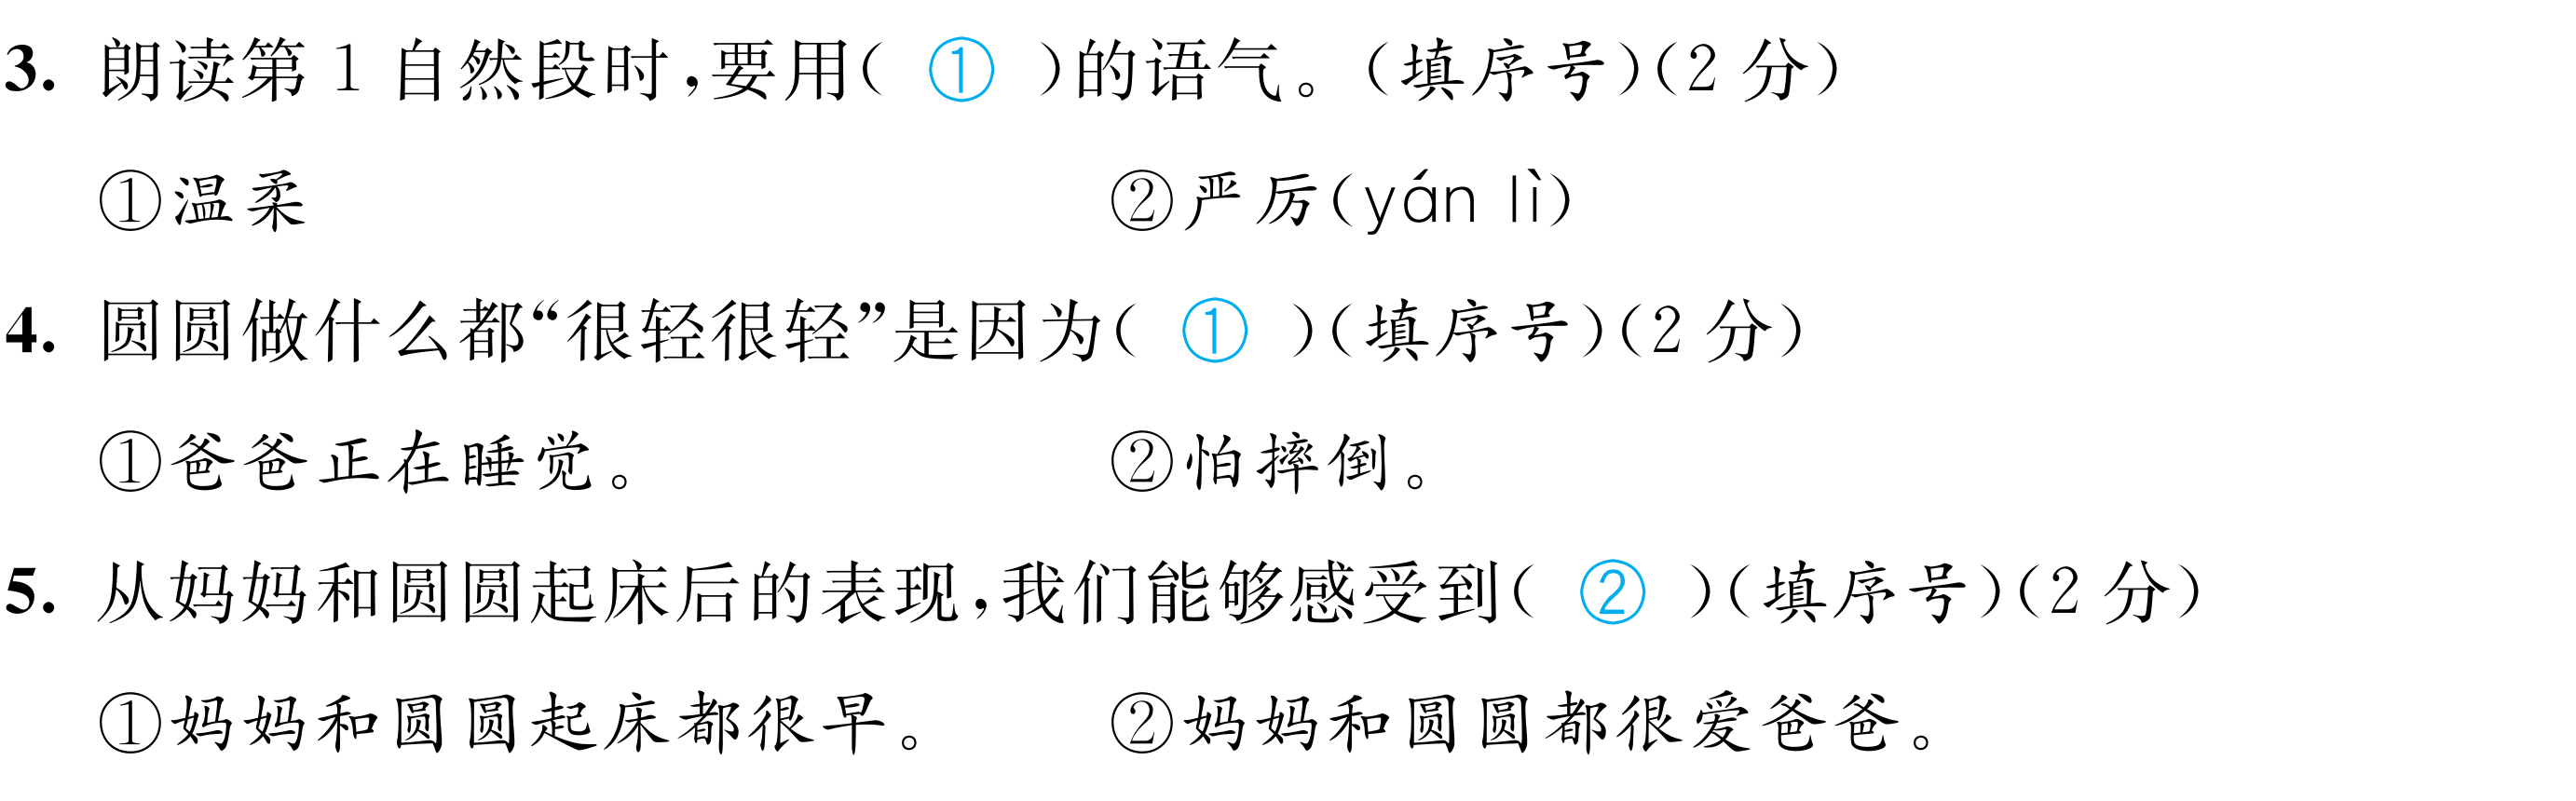 3. 朗读第 1 自然段时,要用( ① )的语气。(填序号)(2 分)
①温柔 ②严厉(yán lì)
4. 圆圆做什么都“很轻很轻”是因为( ① )(填序号)(2 分)
①爸爸正在睡觉。 ②怕摔倒。
5. 从妈妈和圆圆起床后的表现,我们能够感受到( ② )(填序号)(2 分)
①妈妈和圆圆起床都很早。 ②妈妈和圆圆都很爱爸爸。